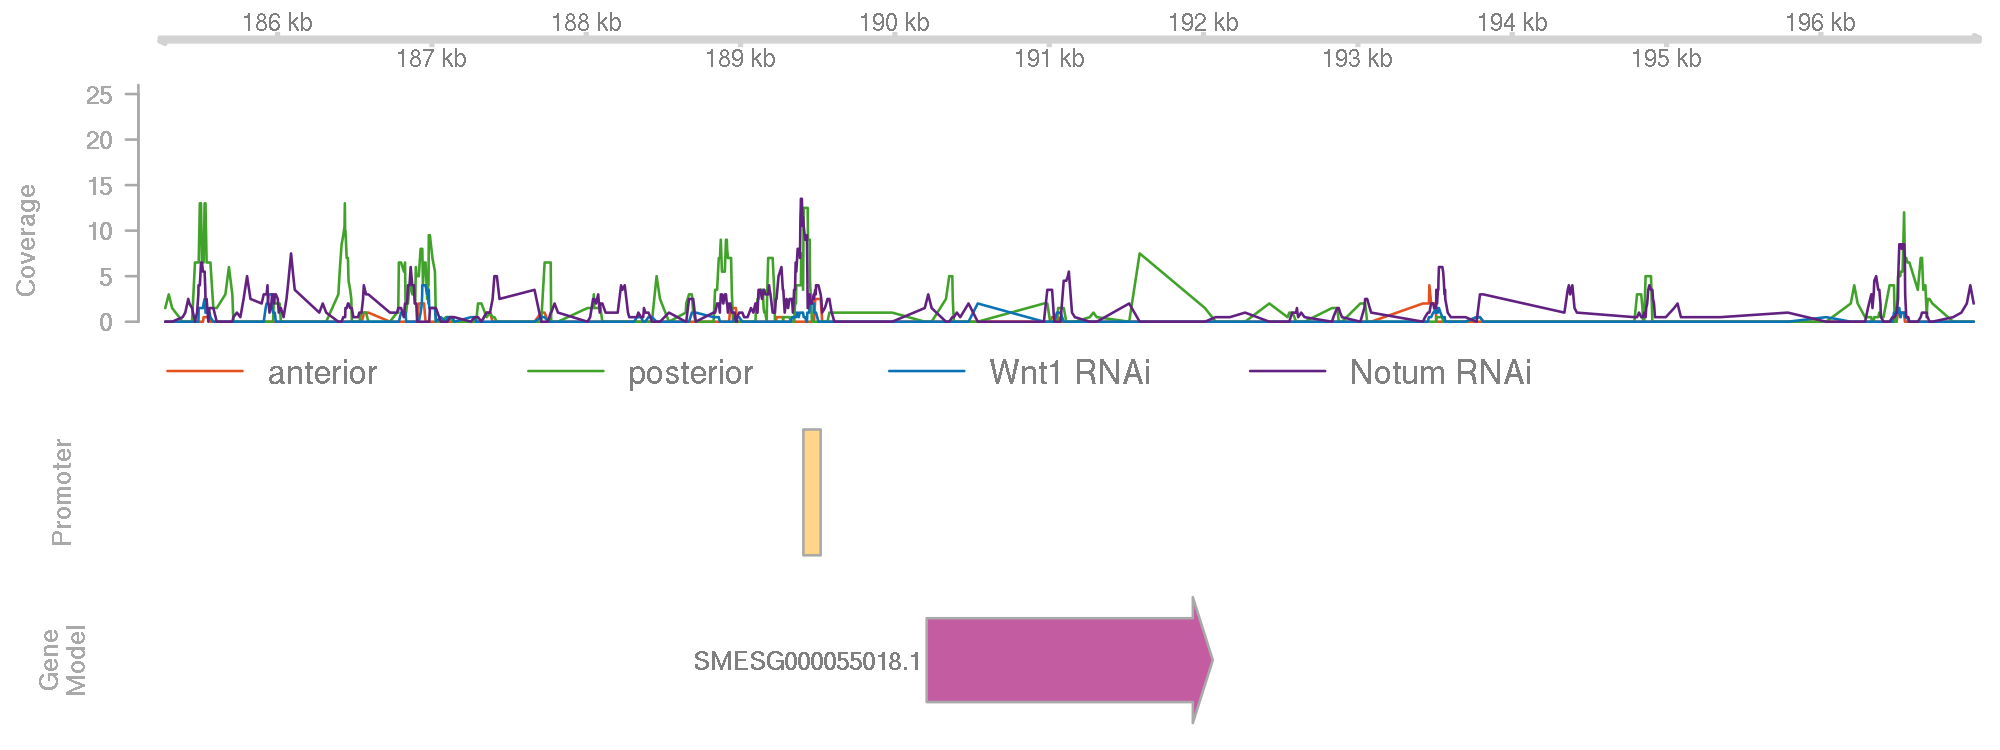 186 kb 188 kb 190 kb 192 kb 194 kb 196 kb
187 kb 189 kb 191 kb 193 kb 195 kb
Coverage
25
20
15
10
5
0
anterior posterior Wnt1 RNAi Notum RNAi
Promoter
Gene
Model
SMESG000055018.1